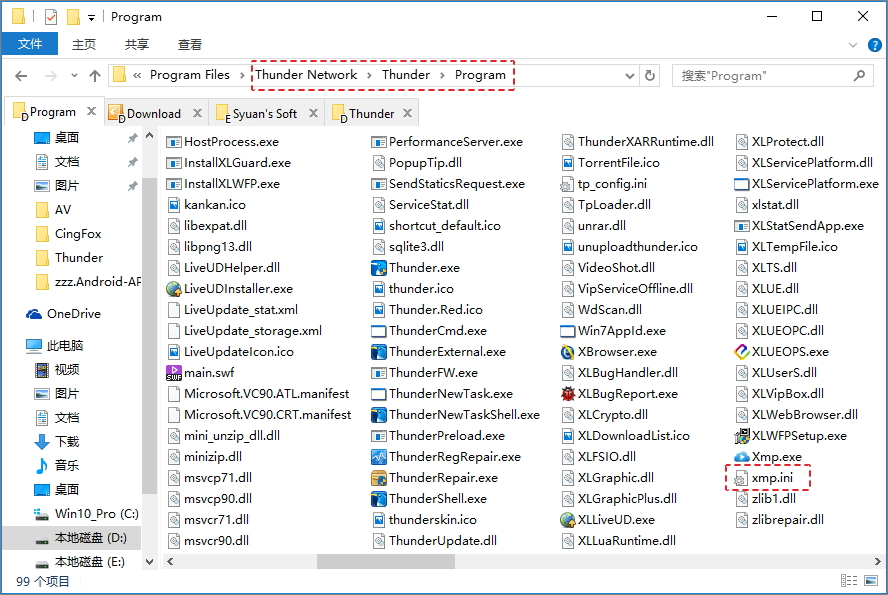 Program
文件 主页 共享 查看
« Program Files › Thunder Network › Thunder › Program 搜索"Program"
Program Download Syuan's Soft Thunder
桌面
文档
图片
AV
CingFox
Thunder
zzz.Android-AP
OneDrive
此电脑
视频
图片
文档
下载
音乐
桌面
Win10_Pro (C:)
本地磁盘 (D:)
本地磁盘 (E:)
HostProcess.exe
InstallXLGuard.exe
InstallXLWFP.exe
kankan.ico
libexpat.dll
libpng13.dll
LiveUDHelper.dll
LiveUDInstaller.exe
LiveUpdate_stat.xml
LiveUpdate_storage.xml
LiveUpdateIcon.ico
main.swf
Microsoft.VC90.ATL.manifest
Microsoft.VC90.CRT.manifest
mini_unzip_dll.dll
minizip.dll
msvcp71.dll
msvcp90.dll
msvcr71.dll
msvcr90.dll
PerformanceServer.exe
PopupTip.dll
SendStaticsRequest.exe
ServiceStat.dll
shortcut_default.ico
sqlite3.dll
Thunder.exe
thunder.ico
Thunder.Red.ico
ThunderCmd.exe
ThunderExternal.exe
ThunderFW.exe
ThunderNewTask.exe
ThunderNewTaskShell.exe
ThunderPreload.exe
ThunderRegRepair.exe
ThunderRepair.exe
ThunderShell.exe
thunderskin.ico
ThunderUpdate.dll
ThunderXARRuntime.dll
TorrentFile.ico
tp_config.ini
TpLoader.dll
unrar.dll
unuploadthunder.ico
VideoShot.dll
VipServiceOffline.dll
WdScan.dll
Win7AppId.exe
XBrowser.exe
XLBugHandler.dll
XLBugReport.exe
XLCrypto.dll
XLDownloadList.ico
XLFSIO.dll
XLGraphic.dll
XLGraphicPlus.dll
XLLiveUD.exe
XLLuaRuntime.dll
XLProtect.dll
XLServicePlatform.dll
XLServicePlatform.exe
xlstat.dll
XLStatSendApp.exe
XLTempFile.ico
XLTS.dll
XLUE.dll
XLUEIPC.dll
XLUEOPC.dll
XLUEOPS.exe
XLUserS.dll
XLVipBox.dll
XLWebBrowser.dll
XLWFPSetup.exe
Xmp.exe
xmp.ini
zlib1.dll
zlibrepair.dll
99 个项目